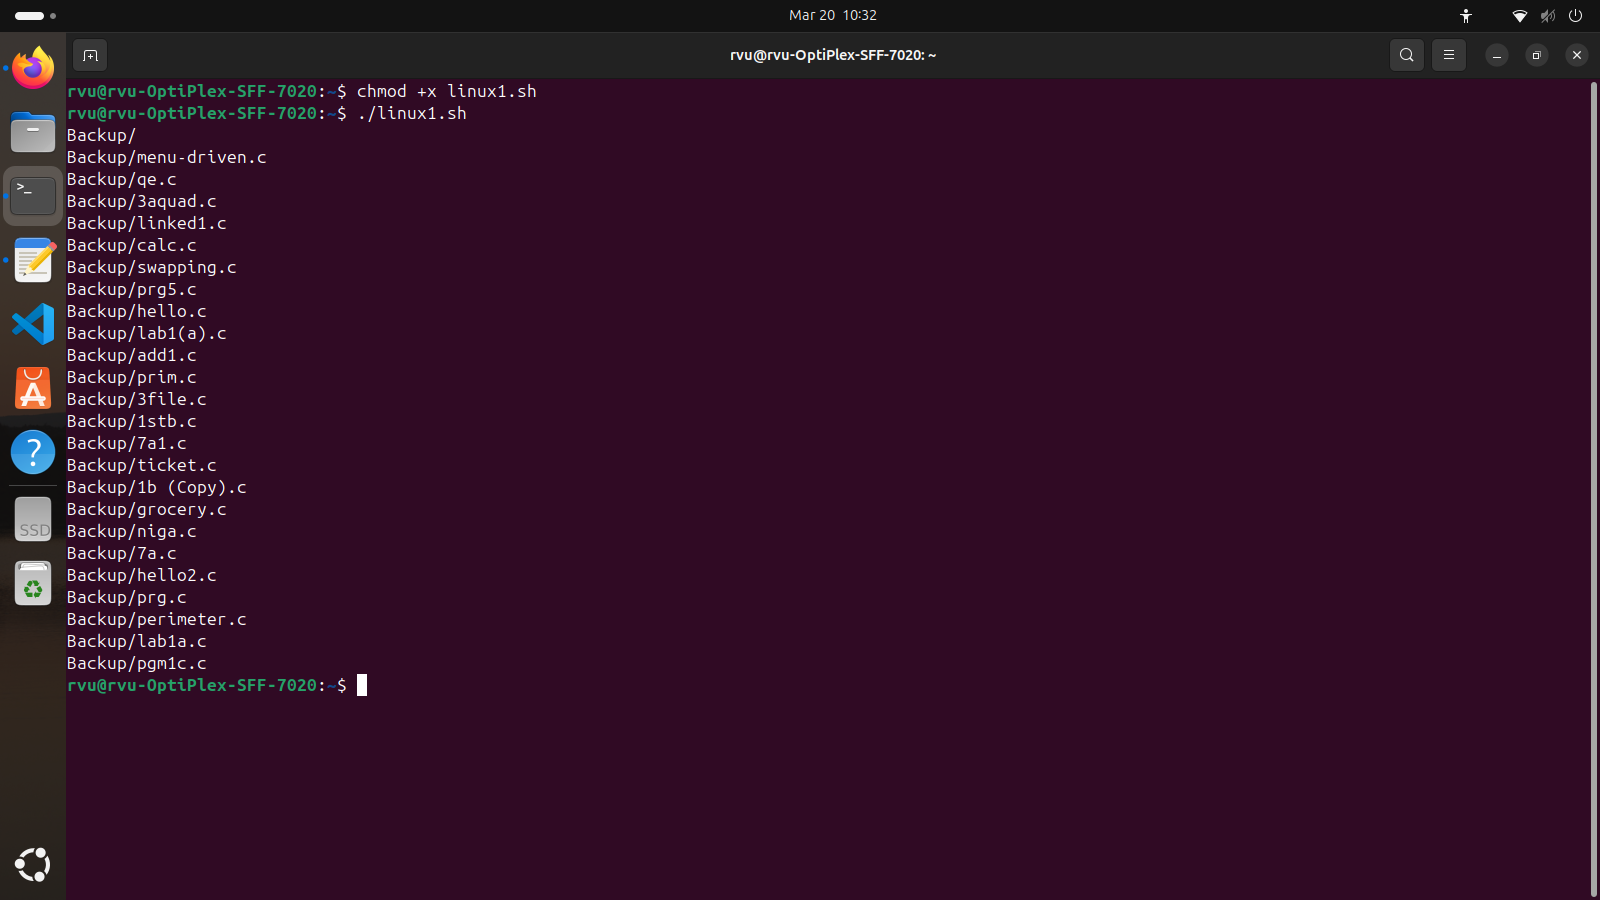 Mar 20 10:32
rvu@rvu-OptiPlex-SFF-7020: ~
rvu@rvu-OptiPlex-SFF-7020:~$ chmod +x linux1.sh
rvu@rvu-OptiPlex-SFF-7020:~$ ./linux1.sh
Backup/
Backup/menu-driven.c
Backup/qe.c
Backup/3aquad.c
Backup/linked1.c
Backup/calc.c
Backup/swapping.c
Backup/prg5.c
Backup/hello.c
Backup/lab1(a).c
Backup/add1.c
Backup/prim.c
Backup/3file.c
Backup/1stb.c
Backup/7a1.c
Backup/ticket.c
Backup/1b (Copy).c
Backup/grocery.c
Backup/niga.c
Backup/7a.c
Backup/hello2.c
Backup/prg.c
Backup/perimeter.c
Backup/lab1a.c
Backup/pgm1c.c
rvu@rvu-OptiPlex-SFF-7020:~$
>_
?
SSD